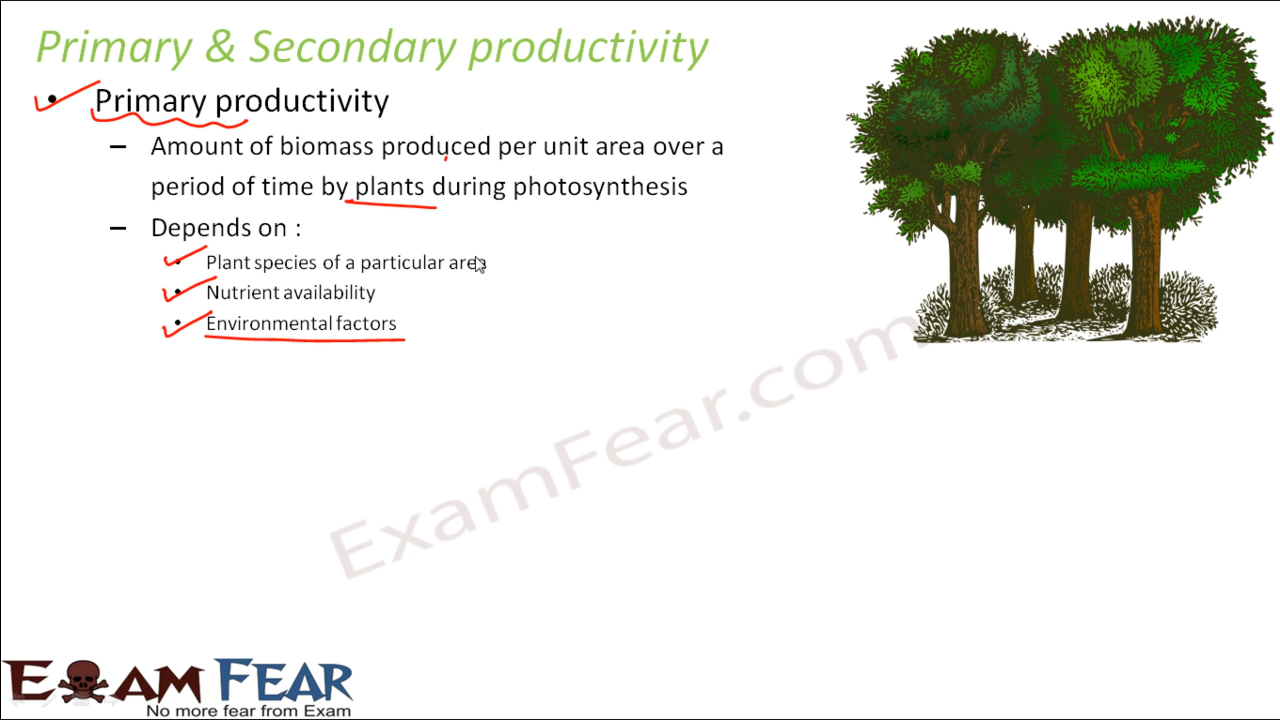 Primary & Secondary productivity
• Primary productivity
– Amount of biomass produced per unit area over a
period of time by plants during photosynthesis
– Depends on :
• Plant species of a particular area
• Nutrient availability
• Environmental factors
ExamFear.com
EXAM FEAR
No more fear from Exam